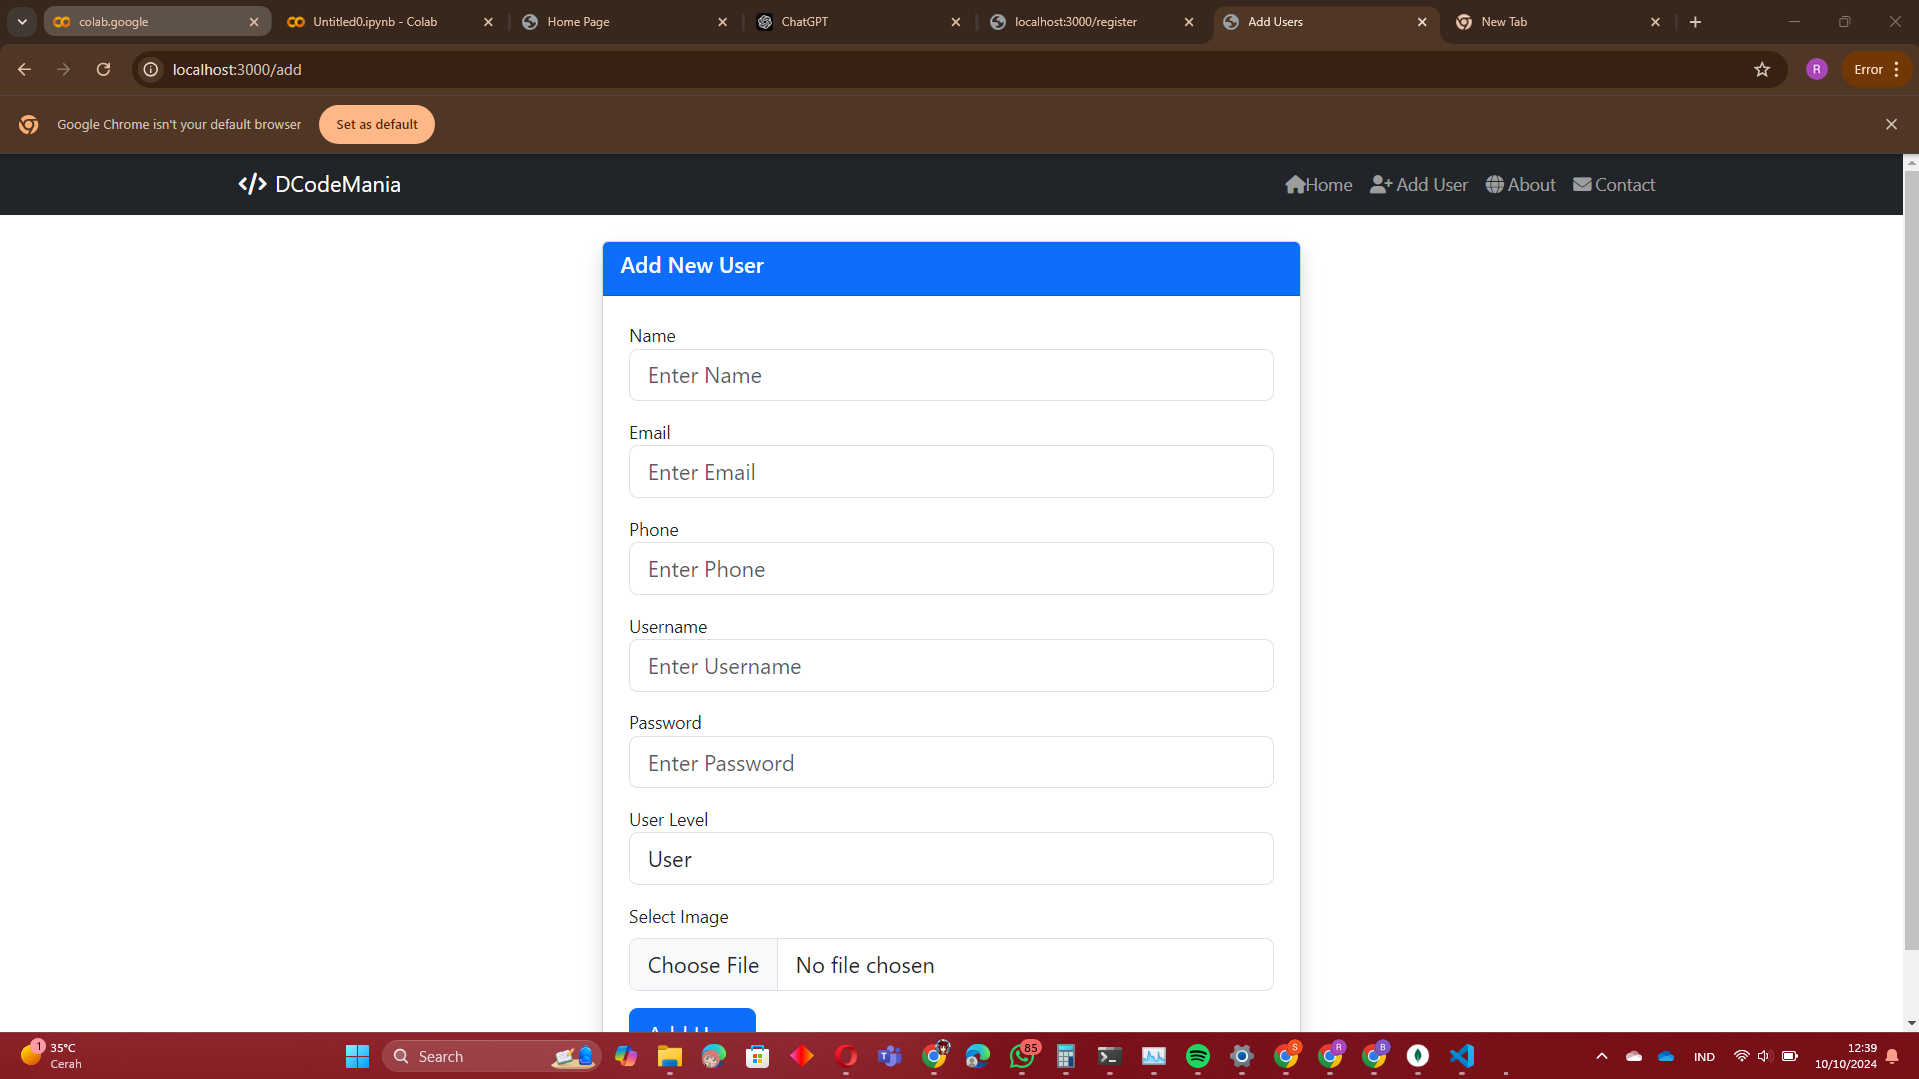 colab.google
Untitled0.ipynb - Colab
Home Page
ChatGPT
localhost:3000/register
Add Users
New Tab
localhost:3000/add
R
Error
Google Chrome isn't your default browser
Set as default
</> DCodeMania
Home
Add User
About
Contact
Add New User
Name
Enter Name
Email
Enter Email
Phone
Enter Phone
Username
Enter Username
Password
Enter Password
User Level
User
Select Image
Choose File
No file chosen
Add User
1
35°C
Cerah
Search
85
S
R
B
IND
12:39
10/10/2024